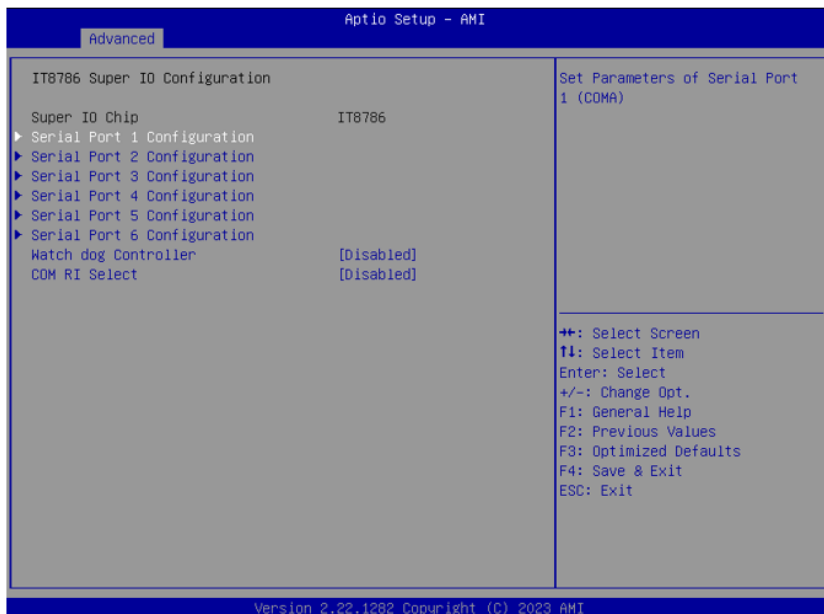 Aptio Setup – AMI
Advanced
IT8786 Super IO Configuration
Super IO Chip IT8786
Serial Port 1 Configuration
Serial Port 2 Configuration
Serial Port 3 Configuration
Serial Port 4 Configuration
Serial Port 5 Configuration
Serial Port 6 Configuration
Watch dog Controller [Disabled]
COM RI Select [Disabled]
Set Parameters of Serial Port
1 (COMA)
→←: Select Screen
↑↓: Select Item
Enter: Select
+/-: Change Opt.
F1: General Help
F2: Previous Values
F3: Optimized Defaults
F4: Save & Exit
ESC: Exit
Version 2.22.1282 Copyright (C) 2023 AMI